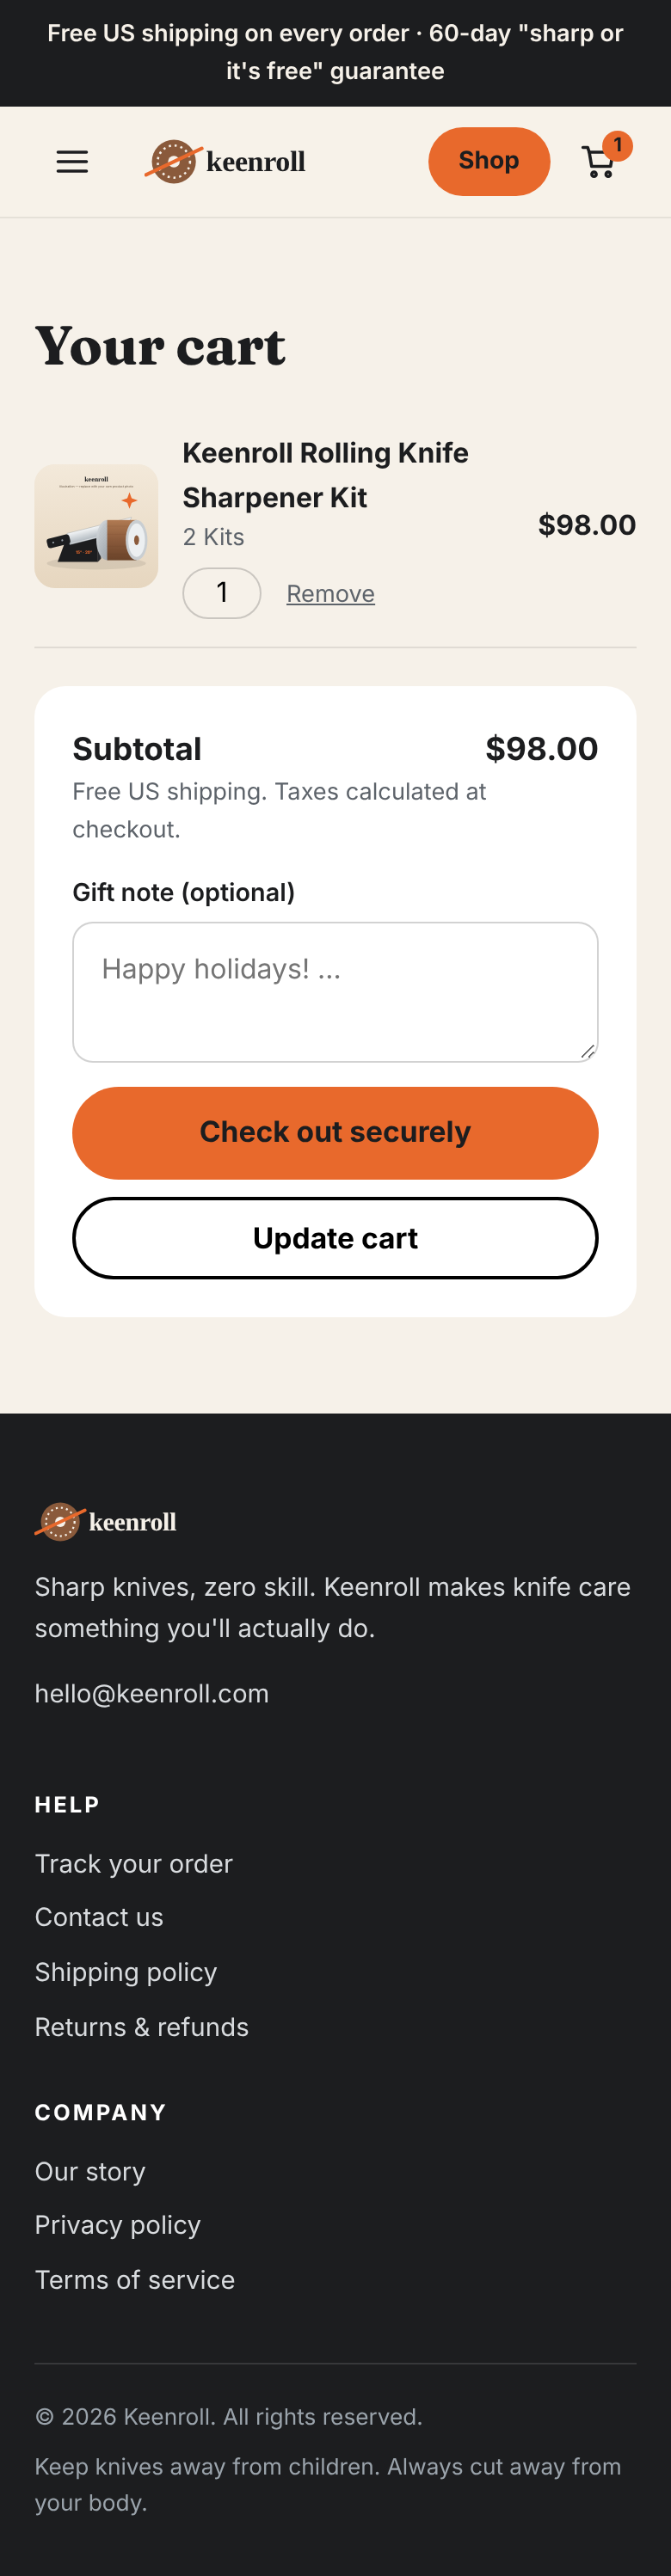 Free US shipping on every order · 60-day "sharp or
it's free" guarantee
keenroll
Shop
1
Your cart
keenroll
Keenroll Rolling Knife
Sharpener Kit
2 Kits
$98.00
1
Remove
Subtotal
$98.00
Free US shipping. Taxes calculated at
checkout.
Gift note (optional)
Happy holidays! ...
Check out securely
Update cart
keenroll
Sharp knives, zero skill. Keenroll makes knife care
something you'll actually do.
hello@keenroll.com
HELP
Track your order
Contact us
Shipping policy
Returns & refunds
COMPANY
Our story
Privacy policy
Terms of service
© 2026 Keenroll. All rights reserved.
Keep knives away from children. Always cut away from
your body.